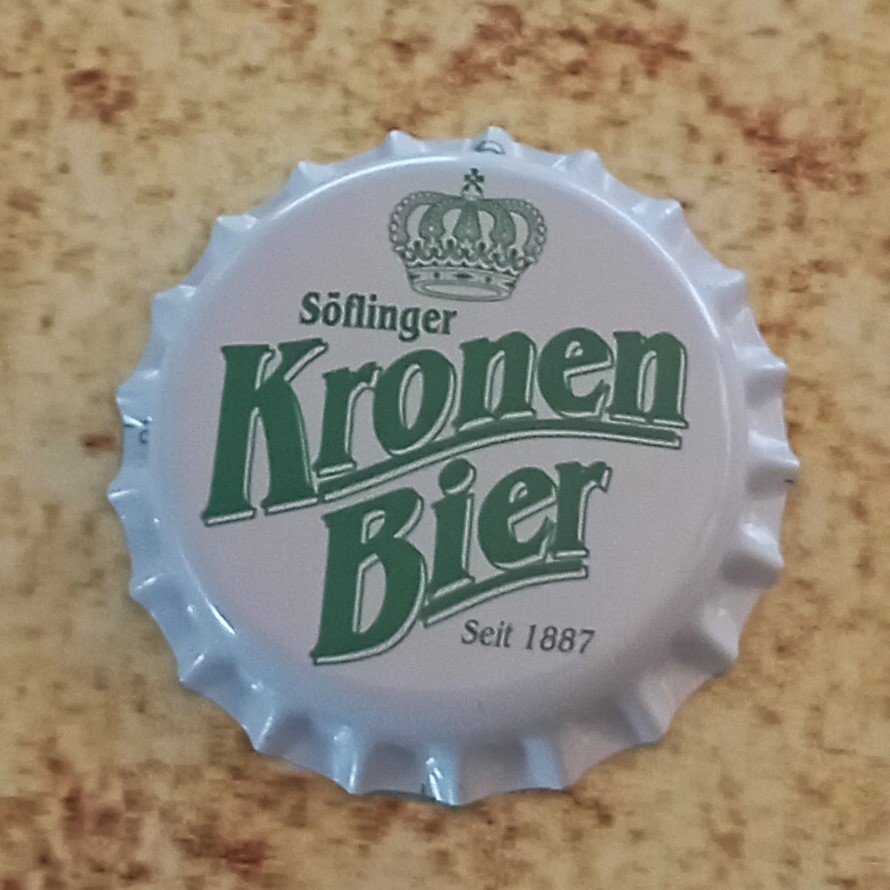 Söflinger
Kronen
Bier
Seit 1887